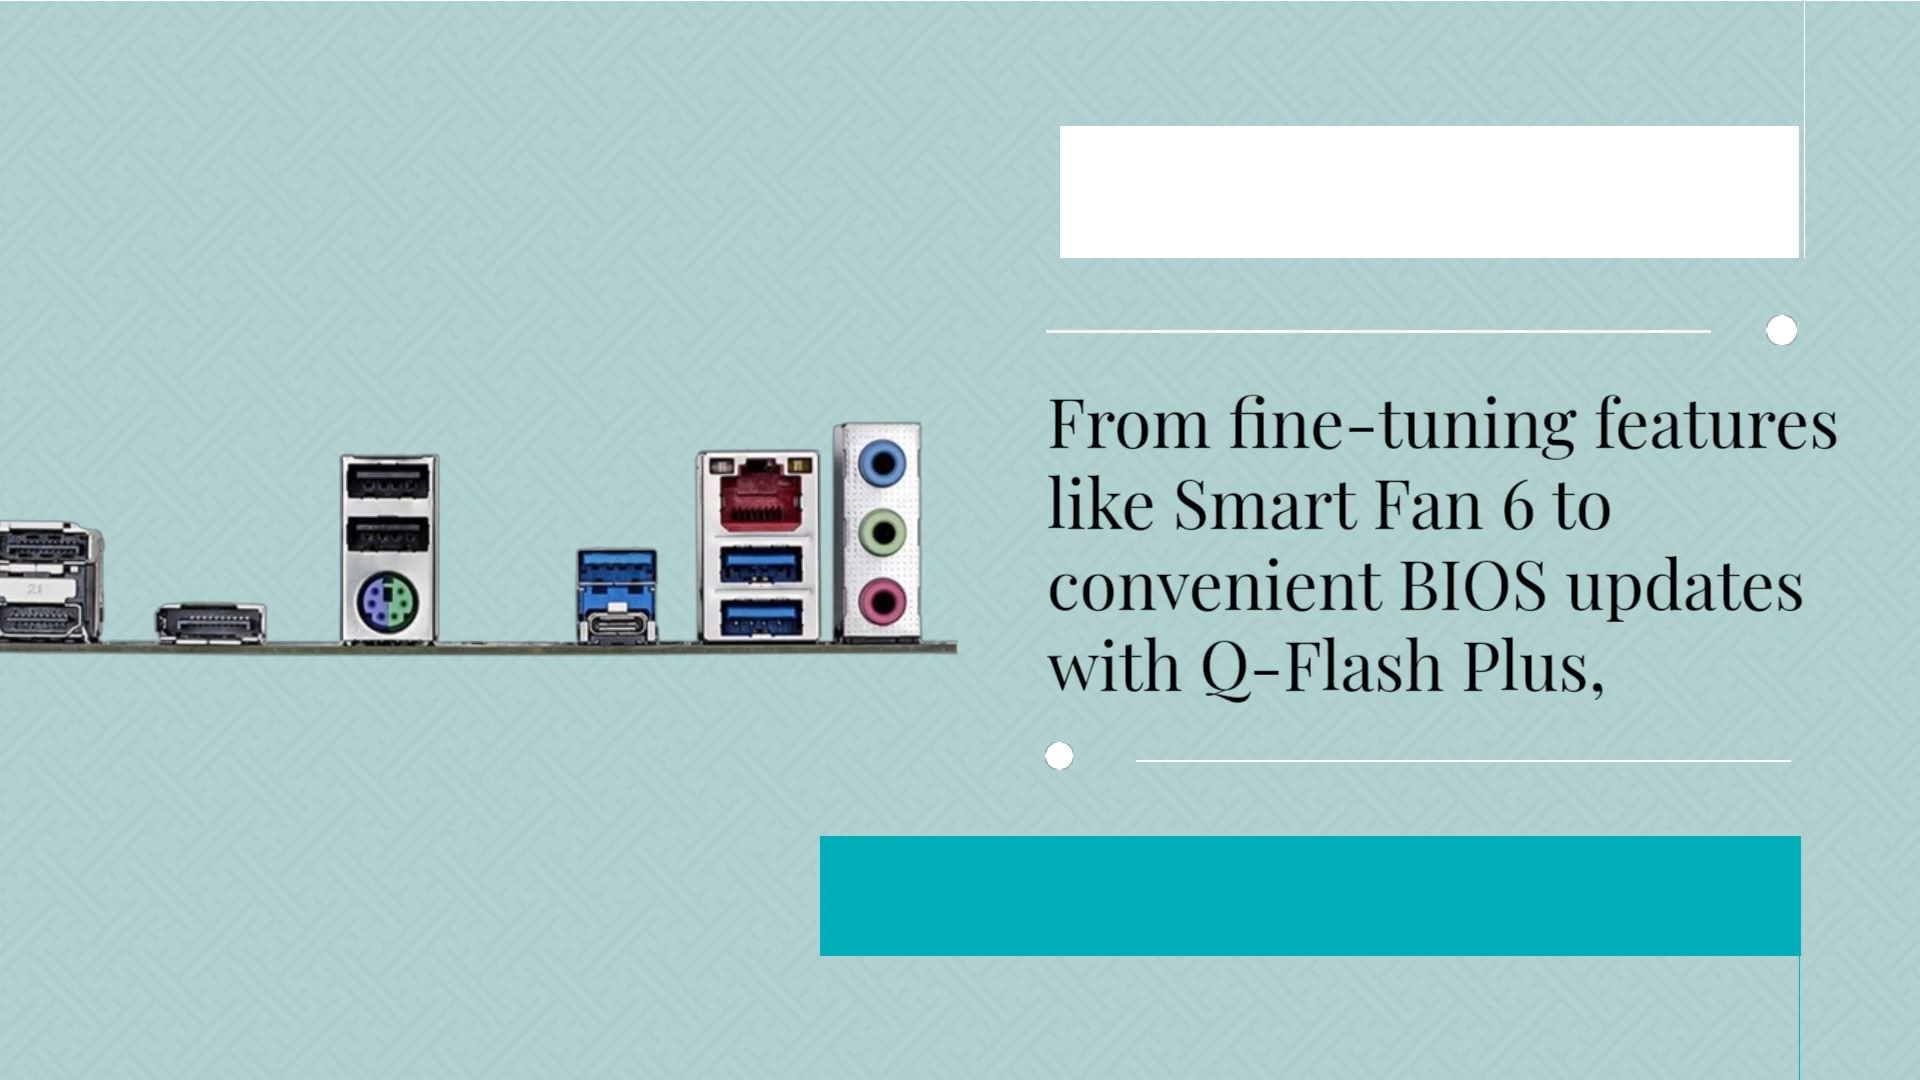 From fine-tuning features
like Smart Fan 6 to
convenient BIOS updates
with Q-Flash Plus,